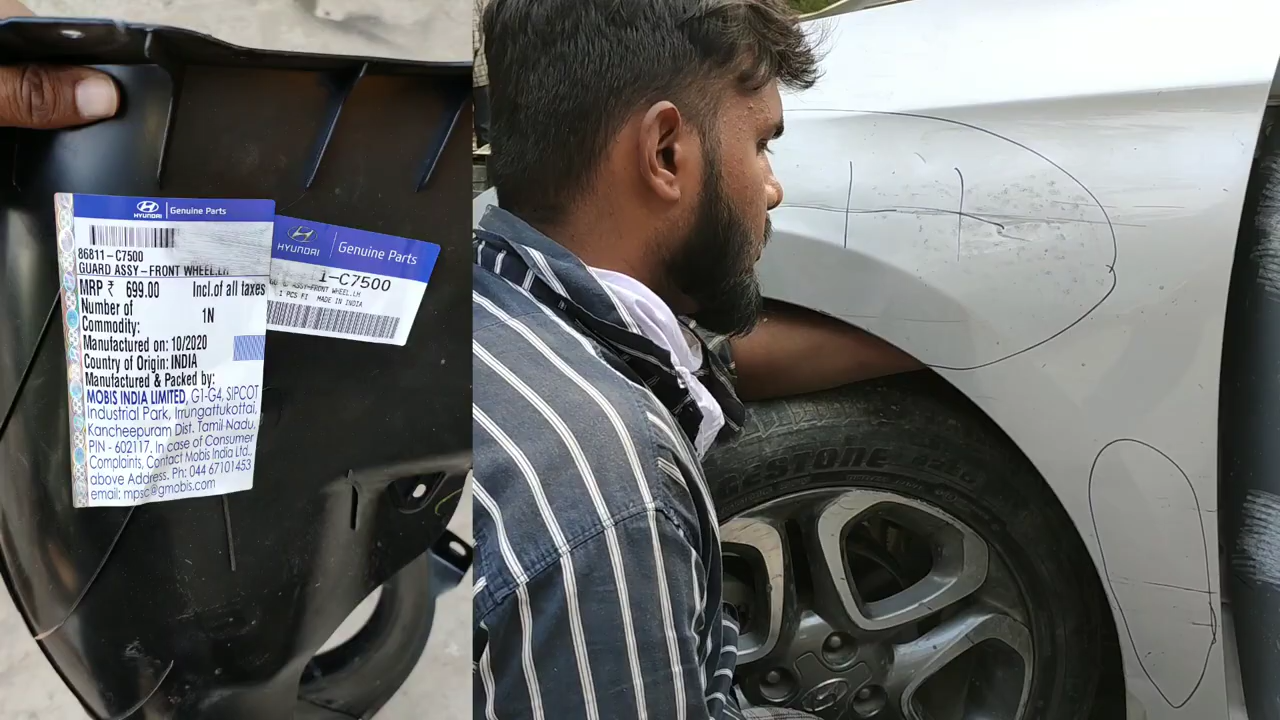 HYUNDAI | Genuine Parts
86811-C7500
GUARD ASSY-FRONT WHEEL,LH
MRP ₹ 699.00 Incl.of all taxes
Number of
Commodity: 1N
Manufactured on: 10/2020
Country of Origin: INDIA
Manufactured & Packed by:
MOBIS INDIA LIMITED, G1-G4, SIPCOT
Industrial Park, Irrungattukottai,
Kancheepuram Dist. Tamil Nadu,
PIN - 602117. In case of Consumer
Complaints, Contact Mobis India Ltd.,
above Address. Ph: 044 67101453
email: mpsc@gmobis.com
HYUNDAI | Genuine Parts
1-C7500
ASSY-FRONT WHEEL,LH
1 PCS FI MADE IN INDIA
GESTONE